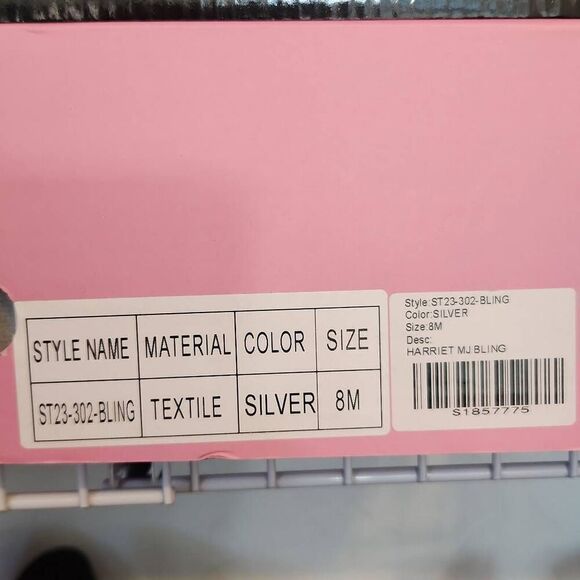 STYLE NAME MATERIAL COLOR SIZE
ST23-302-BLING TEXTILE SILVER 8M
Style:ST23-302-BLING
Color:SILVER
Size:8M
Desc:
HARRIET MJ BLING
S1857775